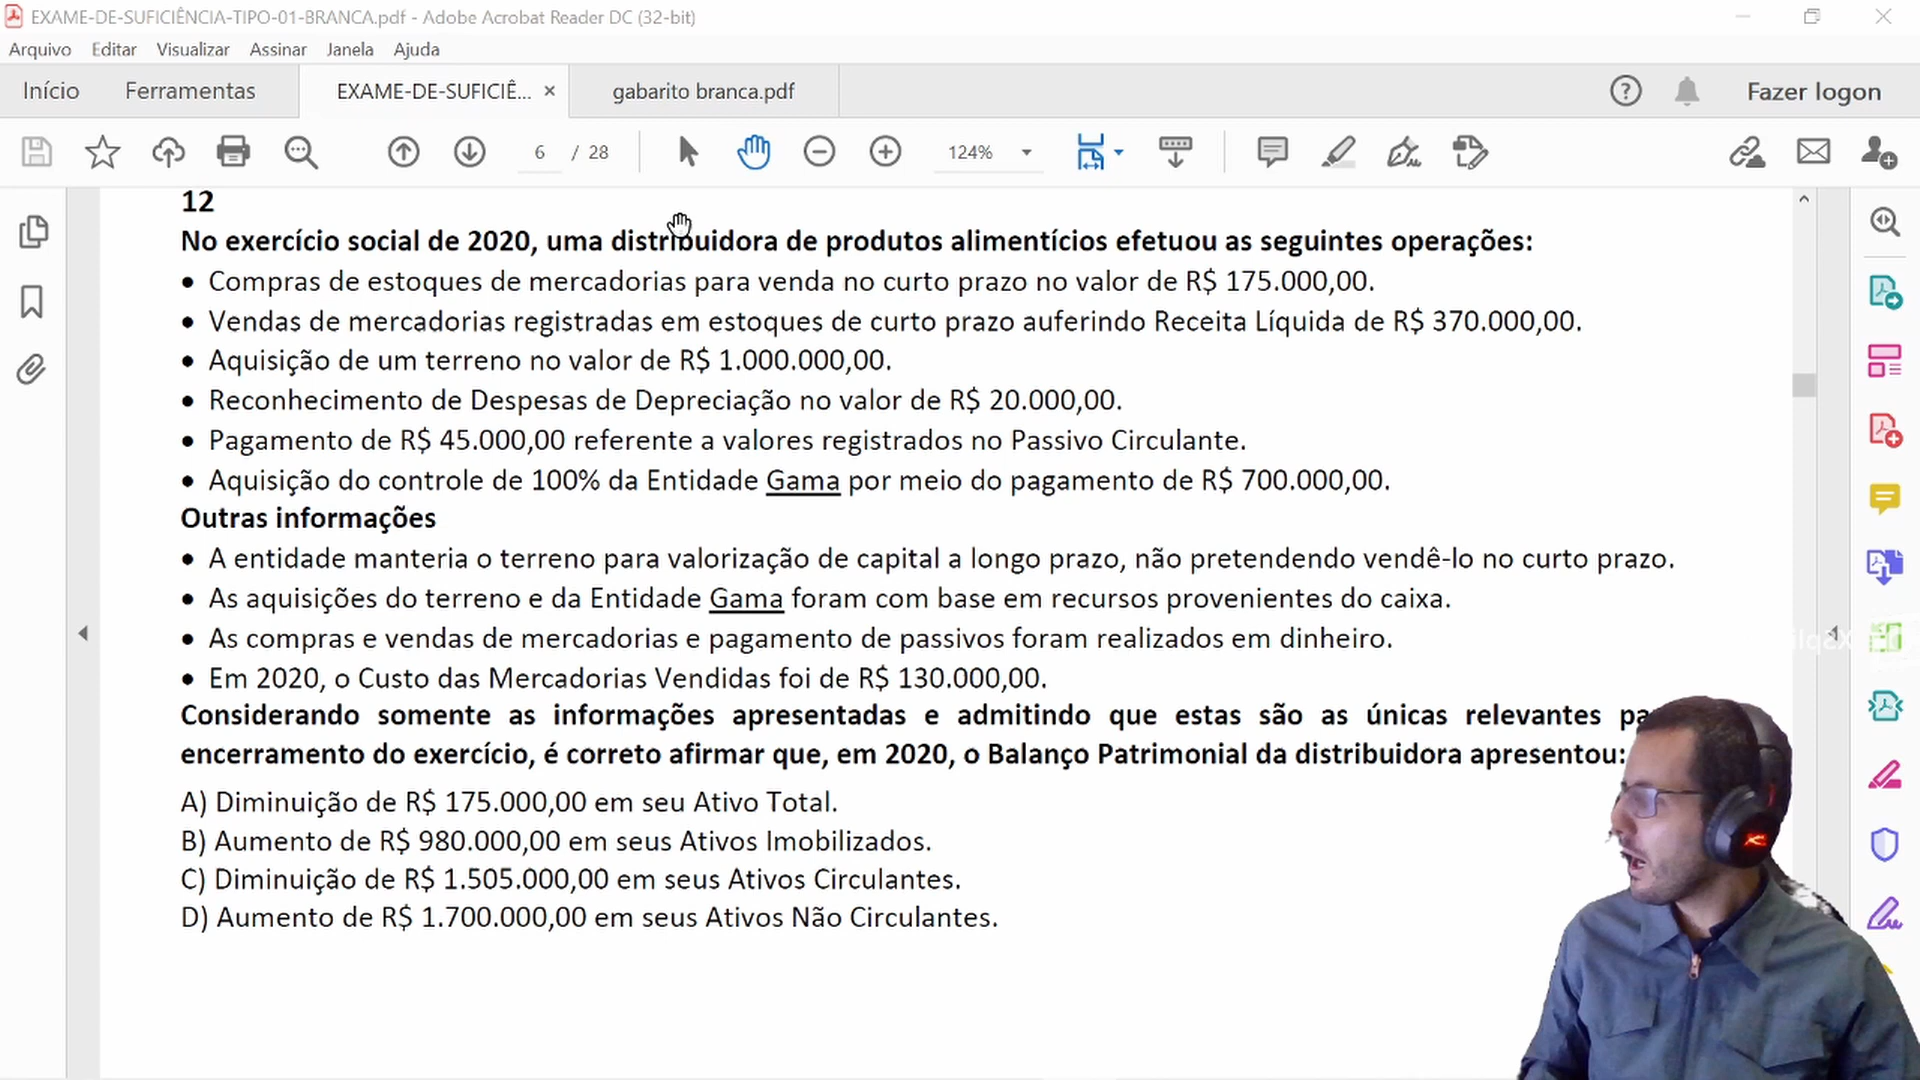 EXAME-DE-SUFICIÊNCIA-TIPO-01-BRANCA.pdf - Adobe Acrobat Reader DC (32-bit)
Arquivo Editar Visualizar Assinar Janela Ajuda
Início Ferramentas EXAME-DE-SUFICIÊ... gabarito branca.pdf Fazer logon
6 / 28 124%
12
No exercício social de 2020, uma distribuidora de produtos alimentícios efetuou as seguintes operações:
• Compras de estoques de mercadorias para venda no curto prazo no valor de R$ 175.000,00.
• Vendas de mercadorias registradas em estoques de curto prazo auferindo Receita Líquida de R$ 370.000,00.
• Aquisição de um terreno no valor de R$ 1.000.000,00.
• Reconhecimento de Despesas de Depreciação no valor de R$ 20.000,00.
• Pagamento de R$ 45.000,00 referente a valores registrados no Passivo Circulante.
• Aquisição do controle de 100% da Entidade Gama por meio do pagamento de R$ 700.000,00.
Outras informações
• A entidade manteria o terreno para valorização de capital a longo prazo, não pretendendo vendê-lo no curto prazo.
• As aquisições do terreno e da Entidade Gama foram com base em recursos provenientes do caixa.
• As compras e vendas de mercadorias e pagamento de passivos foram realizados em dinheiro.
• Em 2020, o Custo das Mercadorias Vendidas foi de R$ 130.000,00.
Considerando somente as informações apresentadas e admitindo que estas são as únicas relevantes
encerramento do exercício, é correto afirmar que, em 2020, o Balanço Patrimonial da distribuidora apresentou:
A) Diminuição de R$ 175.000,00 em seu Ativo Total.
B) Aumento de R$ 980.000,00 em seus Ativos Imobilizados.
C) Diminuição de R$ 1.505.000,00 em seus Ativos Circulantes.
D) Aumento de R$ 1.700.000,00 em seus Ativos Não Circulantes.